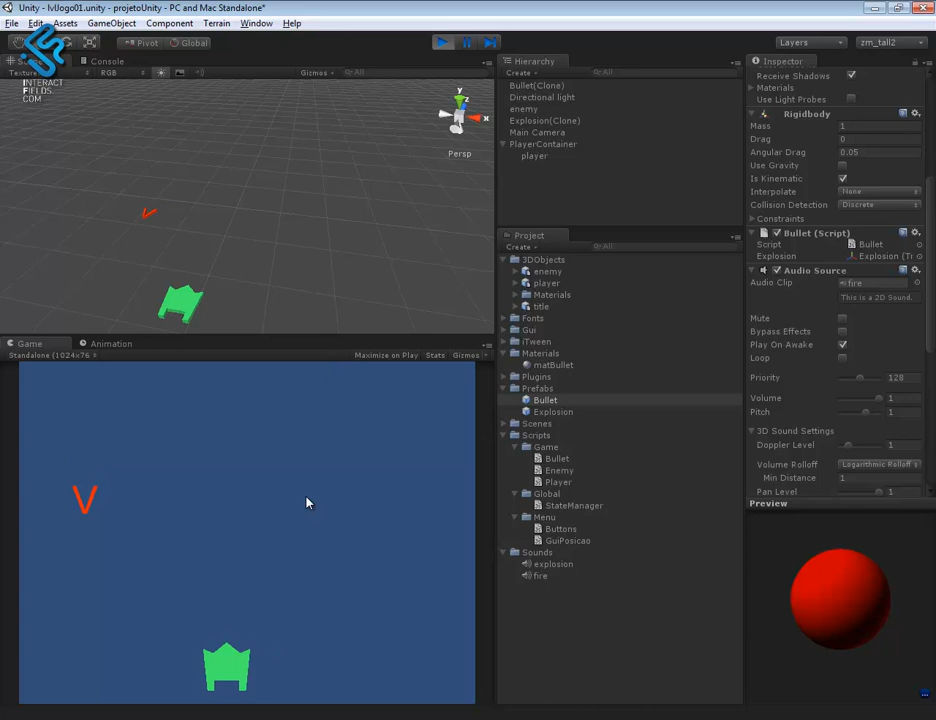 Unity - lvlJogo01.unity - projetoUnity - PC and Mac Standalone*
File Edit Assets GameObject Component Terrain Window Help
Pivot Global Layers zm_tall2
INTERACT
FIELDS.
COM
Console
Textured RGB Gizmos All
y
z
x
Persp
Game Animation
Standalone (1024x76 Maximize on Play Stats Gizmos
Hierarchy
Create All
Bullet(Clone)
Directional light
enemy
Explosion(Clone)
Main Camera
PlayerContainer
player
Project
Create All
3DObjects
enemy
player
Materials
title
Fonts
Gui
iTween
Materials
matBullet
Plugins
Prefabs
Bullet
Explosion
Scenes
Scripts
Game
Bullet
Enemy
Player
Global
StateManager
Menu
Buttons
GuiPosicao
Sounds
explosion
fire
Inspector
Receive Shadows
Materials
Use Light Probes
Rigidbody
Mass 1
Drag 0
Angular Drag 0.05
Use Gravity
Is Kinematic
Interpolate None
Collision Detection Discrete
Constraints
Bullet (Script)
Script Bullet
Explosion Explosion (Tr
Audio Source
Audio Clip fire
This is a 2D Sound.
Mute
Bypass Effects
Play On Awake
Loop
Priority 128
Volume 1
Pitch 1
3D Sound Settings
Doppler Level 1
Volume Rolloff Logarithmic Rolloff
Min Distance 1
Pan Level 1
Preview